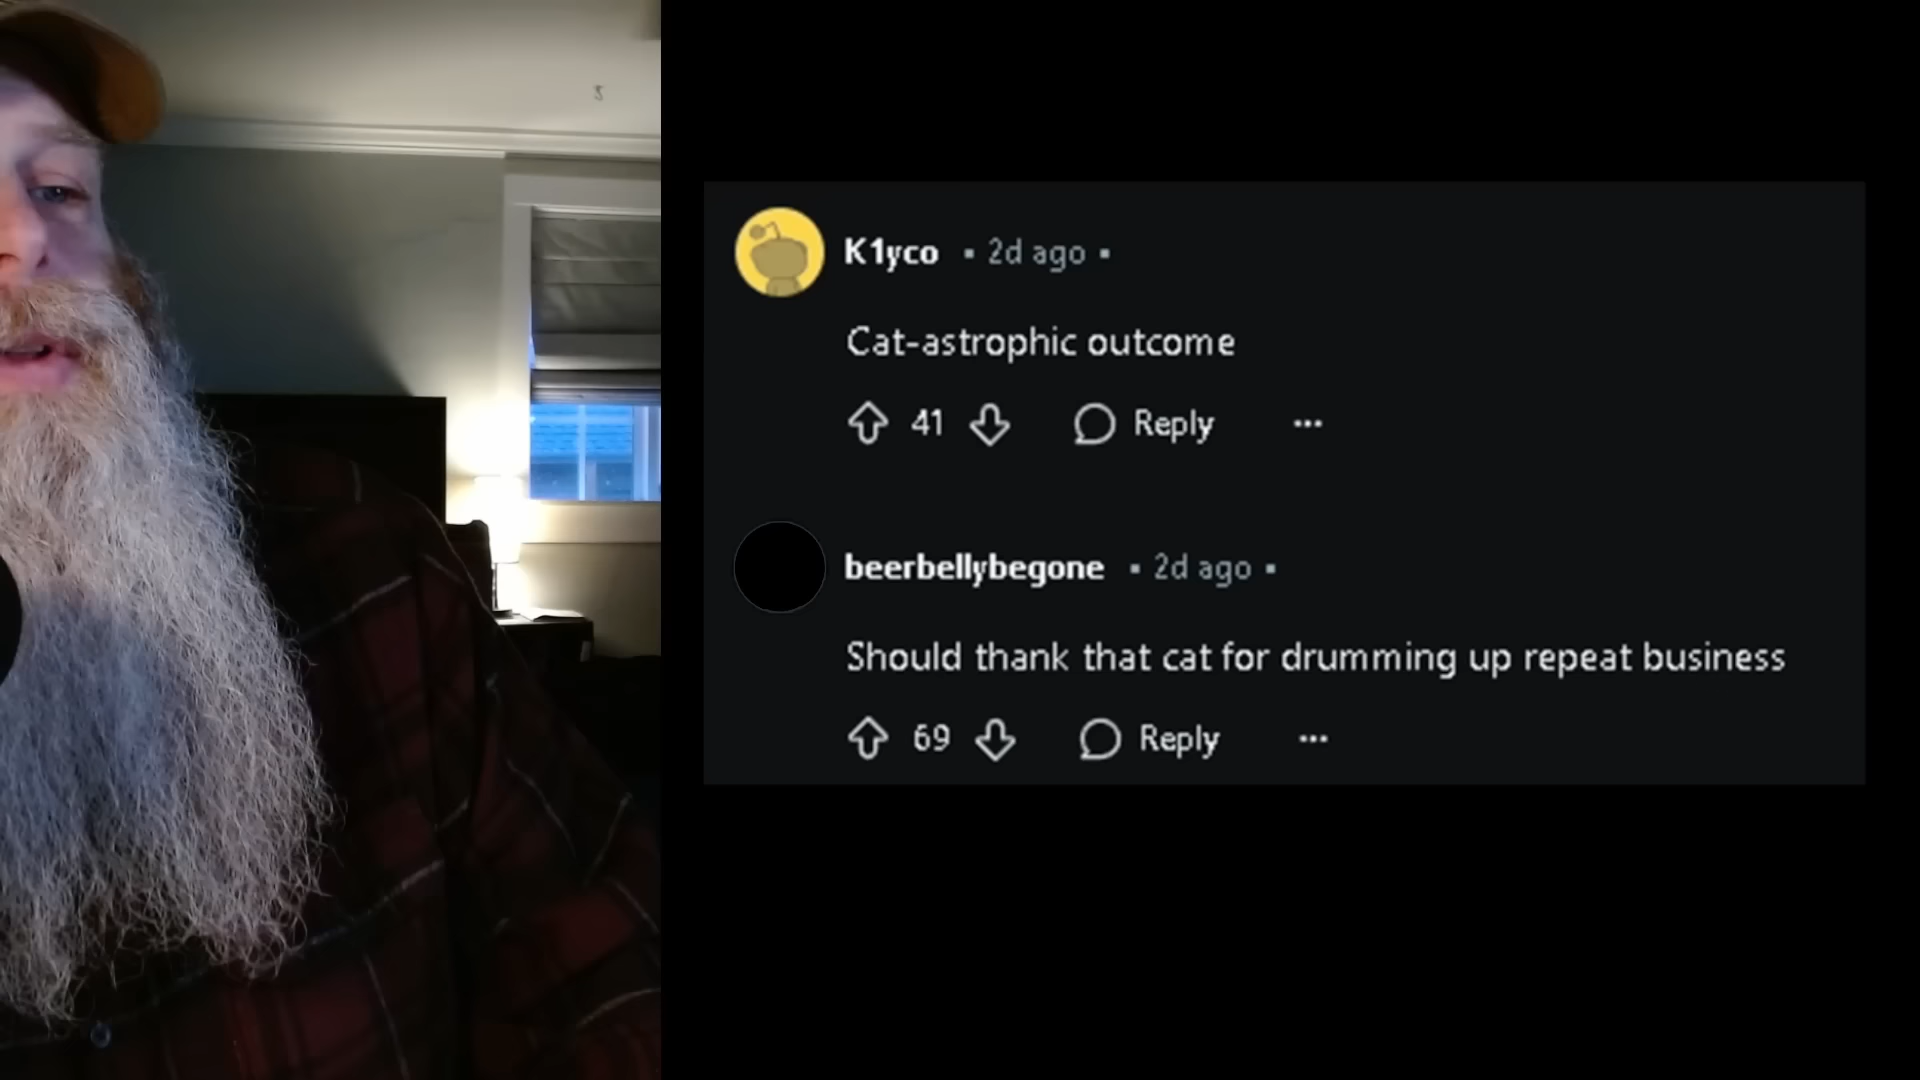 K1yco • 2d ago •
Cat-astrophic outcome
41 Reply ...
beerbellybegone • 2d ago •
Should thank that cat for drumming up repeat business
69 Reply ...